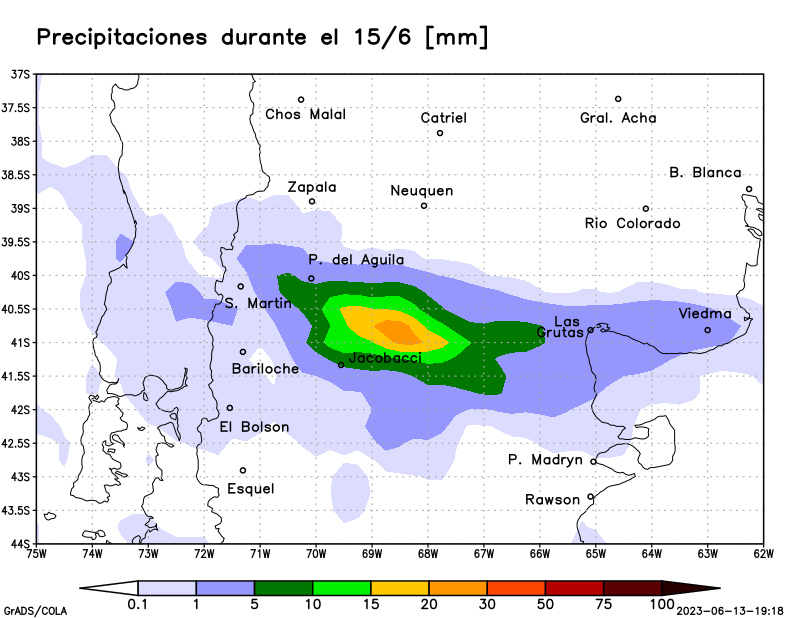 Precipitaciones durante el 15/6 [mm]
37S
37.5S
38S
38.5S
39S
39.5S
40S
40.5S
41S
41.5S
42S
42.5S
43S
43.5S
44S
Chos Malal
Catriel
Gral. Acha
B. Blanca
Zapala
Neuquen
Rio Colorado
P. del Aguila
S. Martin
Viedma
Las
Grutas
Jacobacci
Bariloche
El Bolson
P. Madryn
Esquel
Rawson
75W 74W 73W 72W 71W 70W 69W 68W 67W 66W 65W 64W 63W 62W
0.1 1 5 10 15 20 30 50 75 100
GrADS/COLA
2023-06-13-19:18